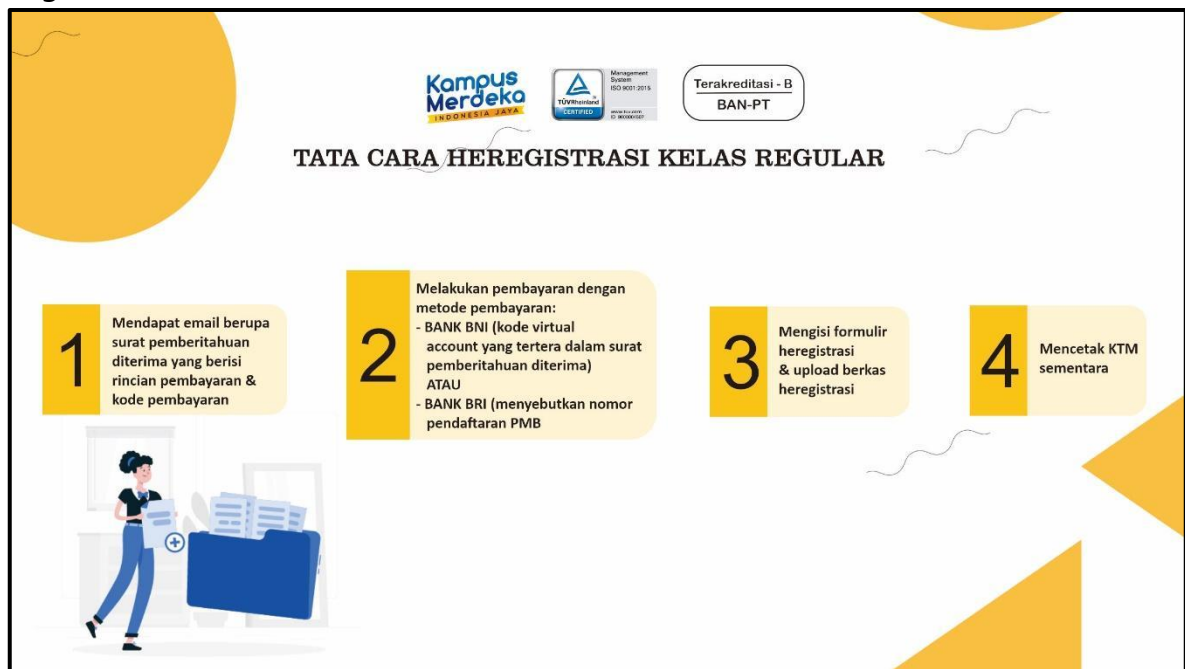 Kampus
Merdeka
INDONESIA JAYA
TÜVRheinland
CERTIFIED
Management
System
ISO 9001:2015
www.tuv.com
Terakreditasi - B
BAN-PT
TATA CARA HEREGISTRASI KELAS REGULAR
1
Mendapat email berupa
surat pemberitahuan
diterima yang berisi
rincian pembayaran &
kode pembayaran
2
Melakukan pembayaran dengan
metode pembayaran:
- BANK BNI (kode virtual
account yang tertera dalam surat
pemberitahuan diterima)
ATAU
- BANK BRI (menyebutkan nomor
pendaftaran PMB
3
Mengisi formulir
heregistrasi
& upload berkas
heregistrasi
4
Mencetak KTM
sementara